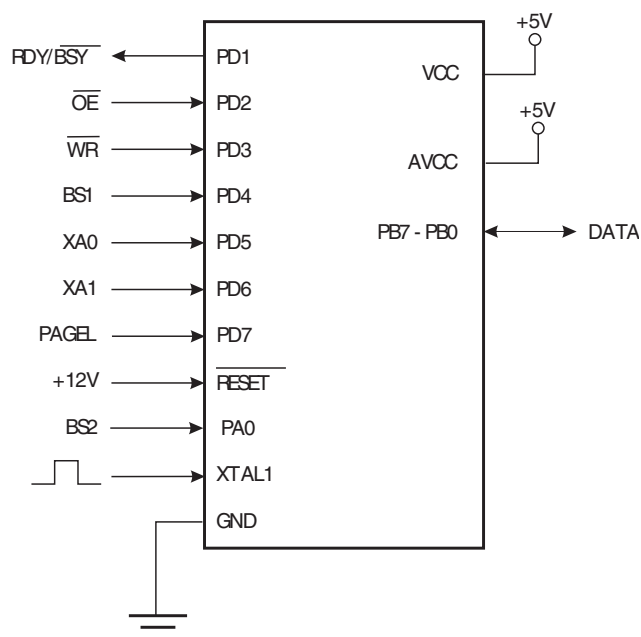 RDY/BSY
OE
WR
BS1
XA0
XA1
PAGEL
+12V
BS2
PD1
PD2
PD3
PD4
PD5
PD6
PD7
RESET
PA0
XTAL1
GND
+5V
VCC
+5V
AVCC
PB7 - PB0
DATA